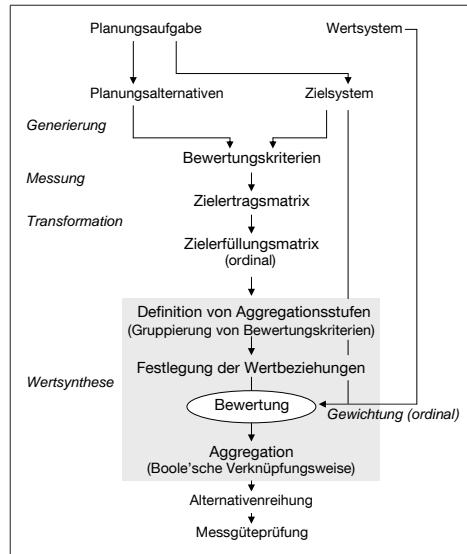 Planungsaufgabe
Wertsystem
Planungsalternativen
Zielsystem
Generierung
Bewertungskriterien
Messung
Zielertragsmatrix
Transformation
Zielerfüllungsmatrix
(ordinal)
Definition von Aggregationsstufen
(Gruppierung von Bewertungskriterien)
Festlegung der Wertbeziehungen
Wertsynthese
Bewertung
Gewichtung (ordinal)
Aggregation
(Boole’sche Verknüpfungsweise)
Alternativenreihung
Messgüteprüfung